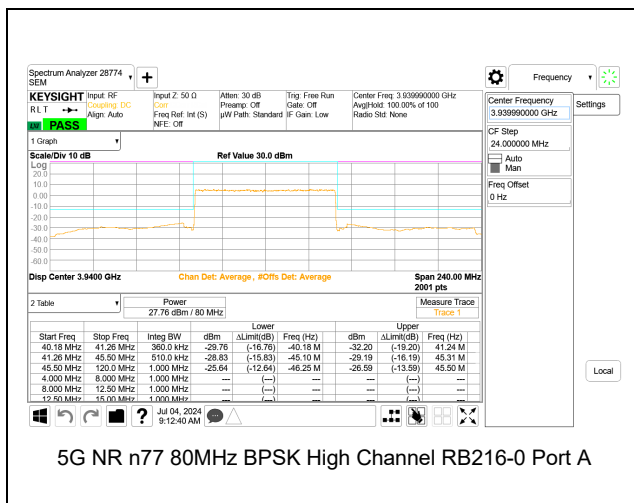 Spectrum Analyzer 28774
SEM
+
Frequency
KEYSIGHT
RLT
LXI PASS
Input: RF
Coupling: DC
Align: Auto
Input Z: 50 Ω
Corr
Freq Ref: Int (S)
NFE: Off
Atten: 30 dB
Preamp: Off
µW Path: Standard
Trig: Free Run
Gate: Off
IF Gain: Low
Center Freq: 3.939990000 GHz
Avg|Hold: 100.00% of 100
Radio Std: None
Center Frequency
3.939990000 GHz
Settings
CF Step
24.000000 MHz
Auto
Man
Freq Offset
0 Hz
Local
1 Graph
Scale/Div 10 dB
Ref Value 30.0 dBm
Log
20.0
10.0
0.00
-10.0
-20.0
-30.0
-40.0
-50.0
-60.0
Disp Center 3.9400 GHz
Chan Det: Average, #Offs Det: Average
Span 240.00 MHz
2001 pts
2 Table
Power
27.76 dBm / 80 MHz
Measure Trace
Trace 1
Lower Upper
Start Freq Stop Freq Integ BW dBm ΔLimit(dB) Freq (Hz) dBm ΔLimit(dB) Freq (Hz)
40.18 MHz 41.26 MHz 360.0 kHz -29.76 (-16.76) -40.18 M -32.20 (-19.20) 41.24 M
41.26 MHz 45.50 MHz 510.0 kHz -28.83 (-15.83) -45.10 M -29.19 (-16.19) 45.31 M
45.50 MHz 120.0 MHz 1.000 MHz -25.64 (-12.64) -46.25 M -26.59 (-13.59) 45.50 M
4.000 MHz 8.000 MHz 1.000 MHz --- (---) --- --- (---) ---
8.000 MHz 12.50 MHz 1.000 MHz --- (---) --- --- (---) ---
12.50 MHz 15.00 MHz 1.000 MHz --- (---) --- --- (---) ---
?
Jul 04, 2024
9:12:40 AM
5G NR n77 80MHz BPSK High Channel RB216-0 Port A